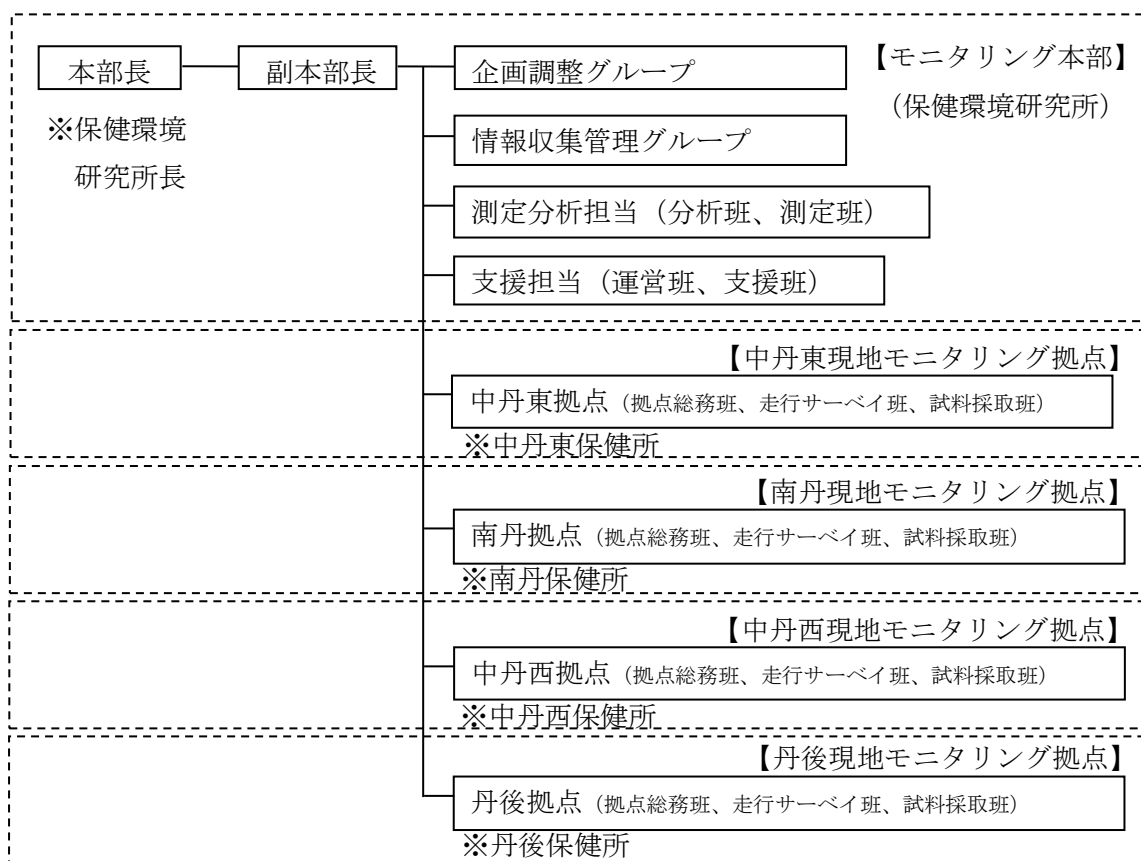 本部長 副本部長 企画調整グループ 【モニタリング本部】
(保健環境研究所)
※保健環境
研究所長
情報収集管理グループ
測定分析担当(分析班、測定班)
支援担当(運営班、支援班)
【中丹東現地モニタリング拠点】
中丹東拠点(拠点総務班、走行サーベイ班、試料採取班)
※中丹東保健所
【南丹現地モニタリング拠点】
南丹拠点(拠点総務班、走行サーベイ班、試料採取班)
※南丹保健所
【中丹西現地モニタリング拠点】
中丹西拠点(拠点総務班、走行サーベイ班、試料採取班)
※中丹西保健所
【丹後現地モニタリング拠点】
丹後拠点(拠点総務班、走行サーベイ班、試料採取班)
※丹後保健所